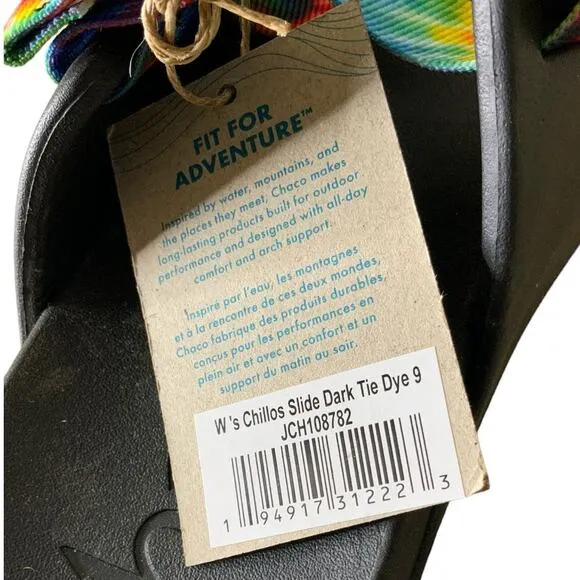 FIT FOR
ADVENTURE™
Inspired by water, mountains, and
the places they meet, Chaco makes
long-lasting products built for outdoor
performance and designed with all-day
comfort and arch support.
Inspiré par l'eau, les montagnes
et à la rencontre de ces deux mondes,
Chaco fabrique des produits durables,
conçus pour les performances en
plein air et avec un confort et un
support du matin au soir.
W's Chillos Slide Dark Tie Dye 9
JCH108782
1 94917 31222 3